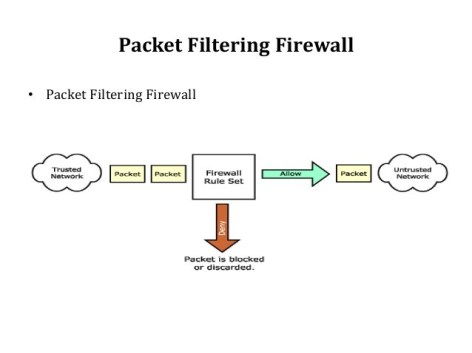 Packet Filtering Firewall
• Packet Filtering Firewall
Trusted
Network
Packet
Packet
Firewall
Rule Set
Allow
Packet
Untrusted
Network
Deny
Packet is blocked
or discarded.